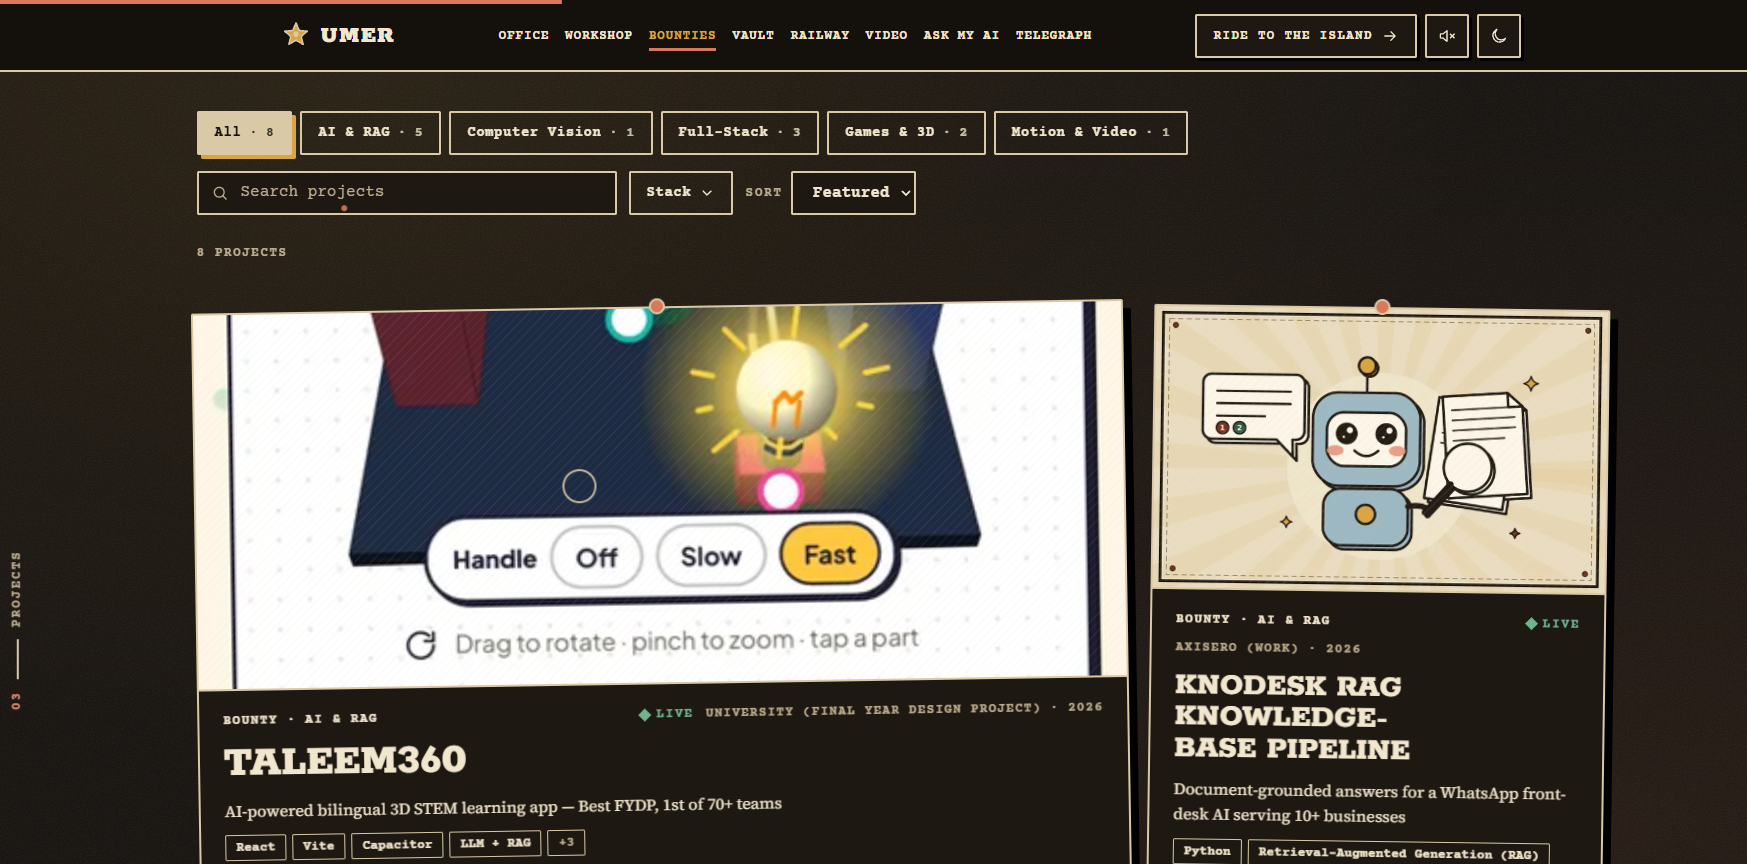 UMER
OFFICE WORKSHOP BOUNTIES VAULT RAILWAY VIDEO ASK MY AI TELEGRAPH
RIDE TO THE ISLAND →
All · 8
AI & RAG · 5
Computer Vision · 1
Full-Stack · 3
Games & 3D · 2
Motion & Video · 1
Search projects
Stack
SORT
Featured
8 PROJECTS
03
PROJECTS
Handle Off Slow Fast
Drag to rotate · pinch to zoom · tap a part
BOUNTY · AI & RAG
LIVE UNIVERSITY (FINAL YEAR DESIGN PROJECT) · 2026
TALEEM360
AI-powered bilingual 3D STEM learning app — Best FYDP, 1st of 70+ teams
React Vite Capacitor LLM + RAG +3
1 2
BOUNTY · AI & RAG
LIVE
AXISERO (WORK) · 2026
KNODESK RAG
KNOWLEDGE-
BASE PIPELINE
Document-grounded answers for a WhatsApp front-
desk AI serving 10+ businesses
Python Retrieval-Augmented Generation (RAG)